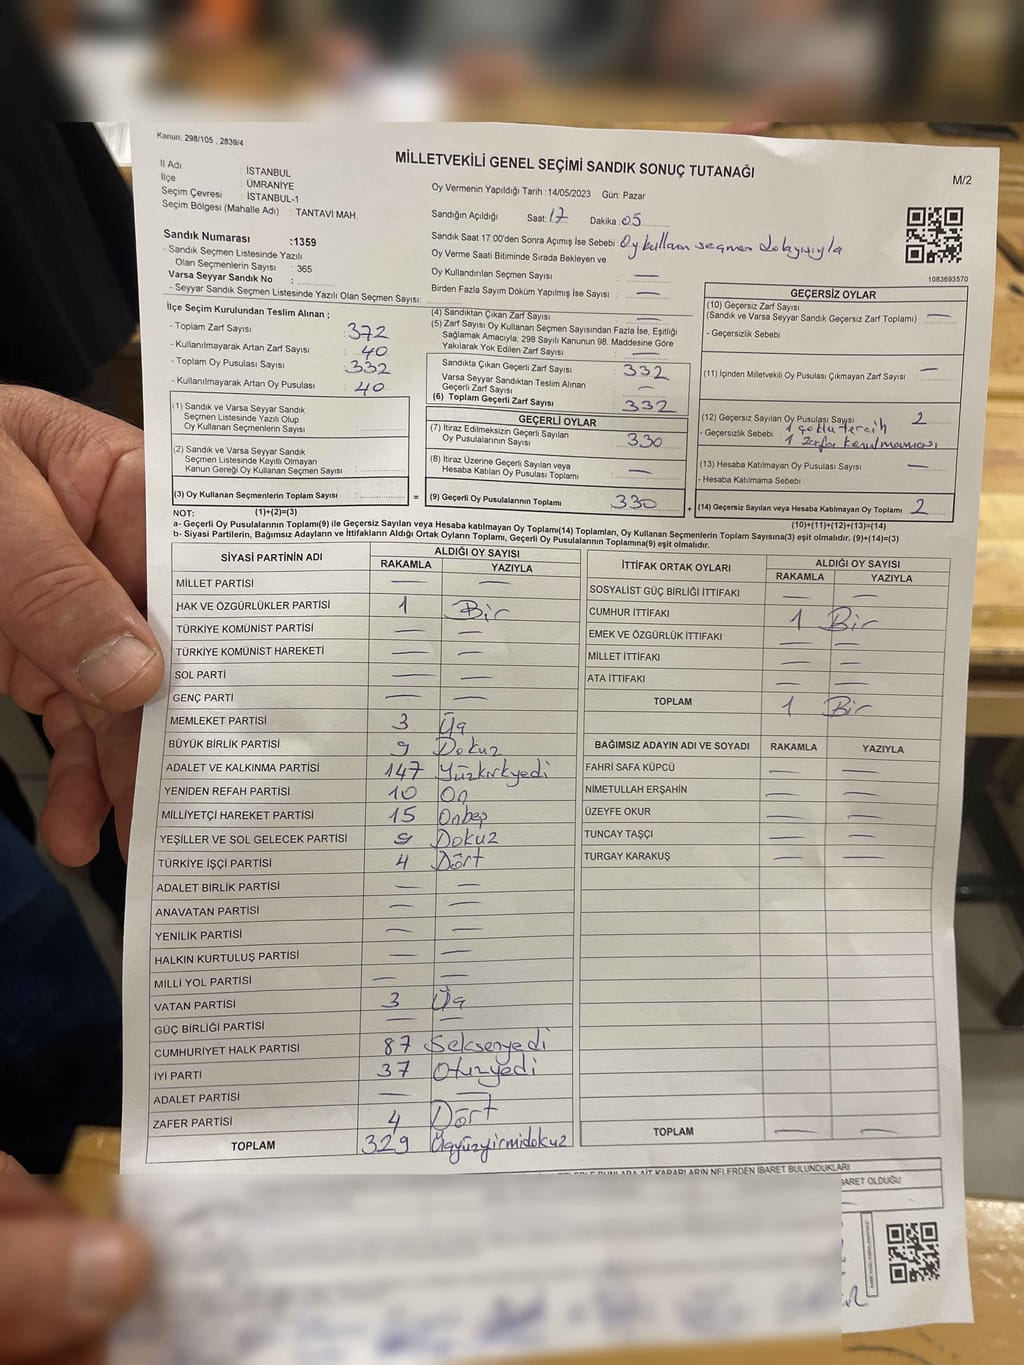 Kanun, 298/105 , 2839/4
MİLLETVEKİLİ GENEL SEÇİMİ SANDIK SONUÇ TUTANAĞI
M/2
İl Adı : İSTANBUL
İlçe : ÜMRANİYE
Seçim Çevresi : İSTANBUL-1
Seçim Bölgesi (Mahalle Adı) : TANTAVİ MAH.
Sandık Numarası :1359
- Sandık Seçmen Listesinde Yazılı
Olan Seçmenlerin Sayısı : 365
Varsa Seyyar Sandık No :
- Seyyar Sandık Seçmen Listesinde Yazılı Olan Seçmen Sayısı:
Oy Vermenin Yapıldığı Tarih :14/05/2023 Gün: Pazar
Sandığın Açıldığı Saat: 17 Dakika: 05
Sandık Saat 17:00'den Sonra Açımış İse Sebebi: Oy kullanan seçmen dolayısıyla
Oy Verme Saati Bitiminde Sırada Bekleyen ve
Oy Kullandırılan Seçmen Sayısı : —
Birden Fazla Sayım Döküm Yapılmış İse Sayısı : —
1083693570
İlçe Seçim Kurulundan Teslim Alınan ;
- Toplam Zarf Sayısı : 372
- Kullanılmayarak Artan Zarf Sayısı : 40
- Toplam Oy Pusulası Sayısı : 332
- Kullanılmayarak Artan Oy Pusulası : 40
(1) Sandık ve Varsa Seyyar Sandık
Seçmen Listesinde Yazılı Olup
Oy Kullanan Seçmenlerin Sayısı :
(2) Sandık ve Varsa Seyyar Sandık
Seçmen Listesinde Kayıtlı Olmayan
Kanun Gereği Oy Kullanan Seçmen Sayısı :
(3) Oy Kullanan Seçmenlerin Toplam Sayısı :
(1)+(2)=(3)
(4) Sandıktan Çıkan Zarf Sayısı : —
(5) Zarf Sayısı Oy Kullanan Seçmen Sayısından Fazla İse, Eşitliği
Sağlamak Amacıyla; 298 Sayılı Kanunun 98. Maddesine Göre
Yakılarak Yok Edilen Zarf Sayısı : —
Sandıkta Çıkan Geçerli Zarf Sayısı : 332
Varsa Seyyar Sandıktan Teslim Alınan
Geçerli Zarf Sayısı : —
(6) Toplam Geçerli Zarf Sayısı : 332
GEÇERLİ OYLAR
(7) İtiraz Edilmeksizin Geçerli Sayılan
Oy Pusulalarının Sayısı : 330
(8) İtiraz Üzerine Geçerli Sayılan veya
Hesaba Katılan Oy Pusulası Toplamı : —
= (9) Geçerli Oy Pusulalarının Toplamı : 330
GEÇERSİZ OYLAR
(10) Geçersiz Zarf Sayısı
(Sandık ve Varsa Seyyar Sandık Geçersiz Zarf Toplamı) : —
- Geçersizlik Sebebi :
(11) İçinden Milletvekili Oy Pusulası Çıkmayan Zarf Sayısı : —
(12) Geçersiz Sayılan Oy Pusulası Sayısı : 2
- Geçersizlik Sebebi : 1 çoklu tercih
1 zarfa konulmaması
(13) Hesaba Katılmayan Oy Pusulası Sayısı : —
- Hesaba Katılmama Sebebi :
+ (14) Geçersiz Sayılan veya Hesaba Katılmayan Oy Toplamı : 2
(10)+(11)+(12)+(13)=(14)
NOT:
a- Geçerli Oy Pusulalarının Toplamı(9) ile Geçersiz Sayılan veya Hesaba katılmayan Oy Toplamı(14) Toplamları, Oy Kullanan Seçmenlerin Toplam Sayısına(3) eşit olmalıdır. (9)+(14)=(3)
b- Siyasi Partilerin, Bağımsız Adayların ve İttifakların Aldığı Ortak Oyların Toplamı, Geçerli Oy Pusulalarının Toplamına(9) eşit olmalıdır.
SİYASİ PARTİNİN ADI ALDIĞI OY SAYISI
RAKAMLA YAZIYLA
MİLLET PARTİSİ — —
HAK VE ÖZGÜRLÜKLER PARTİSİ 1 Bir
TÜRKİYE KOMÜNİST PARTİSİ — —
TÜRKİYE KOMÜNİST HAREKETİ — —
SOL PARTİ — —
GENÇ PARTİ — —
MEMLEKET PARTİSİ 3 Üç
BÜYÜK BİRLİK PARTİSİ 9 Dokuz
ADALET VE KALKINMA PARTİSİ 147 Yüzkırkyedi
YENİDEN REFAH PARTİSİ 10 On
MİLLİYETÇİ HAREKET PARTİSİ 15 Onbeş
YEŞİLLER VE SOL GELECEK PARTİSİ 9 Dokuz
TÜRKİYE İŞÇİ PARTİSİ 4 Dört
ADALET BİRLİK PARTİSİ — —
ANAVATAN PARTİSİ — —
YENİLİK PARTİSİ — —
HALKIN KURTULUŞ PARTİSİ — —
MİLLİ YOL PARTİSİ — —
VATAN PARTİSİ 3 Üç
GÜÇ BİRLİĞİ PARTİSİ — —
CUMHURİYET HALK PARTİSİ 87 Seksenyedi
İYİ PARTİ 37 Otuzyedi
ADALET PARTİSİ — —
ZAFER PARTİSİ 4 Dört
TOPLAM 329 Üçyüzyirmidokuz
İTTİFAK ORTAK OYLARI ALDIĞI OY SAYISI
RAKAMLA YAZIYLA
SOSYALİST GÜÇ BİRLİĞİ İTTİFAKI — —
CUMHUR İTTİFAKI 1 Bir
EMEK VE ÖZGÜRLÜK İTTİFAKI — —
MİLLET İTTİFAKI — —
ATA İTTİFAKI — —
TOPLAM 1 Bir
BAĞIMSIZ ADAYIN ADI VE SOYADI RAKAMLA YAZIYLA
FAHRİ SAFA KÜPCÜ — —
NİMETULLAH ERŞAHİN — —
ÜZEYFE OKUR — —
TUNCAY TAŞÇI — —
TURGAY KARAKUŞ — —
TOPLAM — —
KARARLARIN NELERDEN İBARET BULUNDUKLARI
OLDUĞU